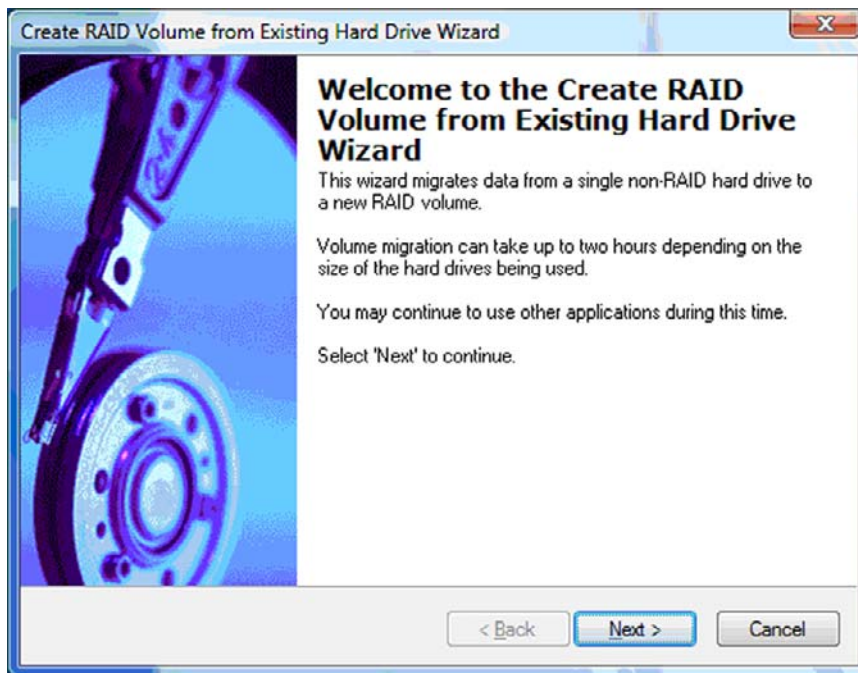 Create RAID Volume from Existing Hard Drive Wizard
Welcome to the Create RAID
Volume from Existing Hard Drive
Wizard
This wizard migrates data from a single non-RAID hard drive to
a new RAID volume.
Volume migration can take up to two hours depending on the
size of the hard drives being used.
You may continue to use other applications during this time.
Select 'Next' to continue.
< Back
Next >
Cancel